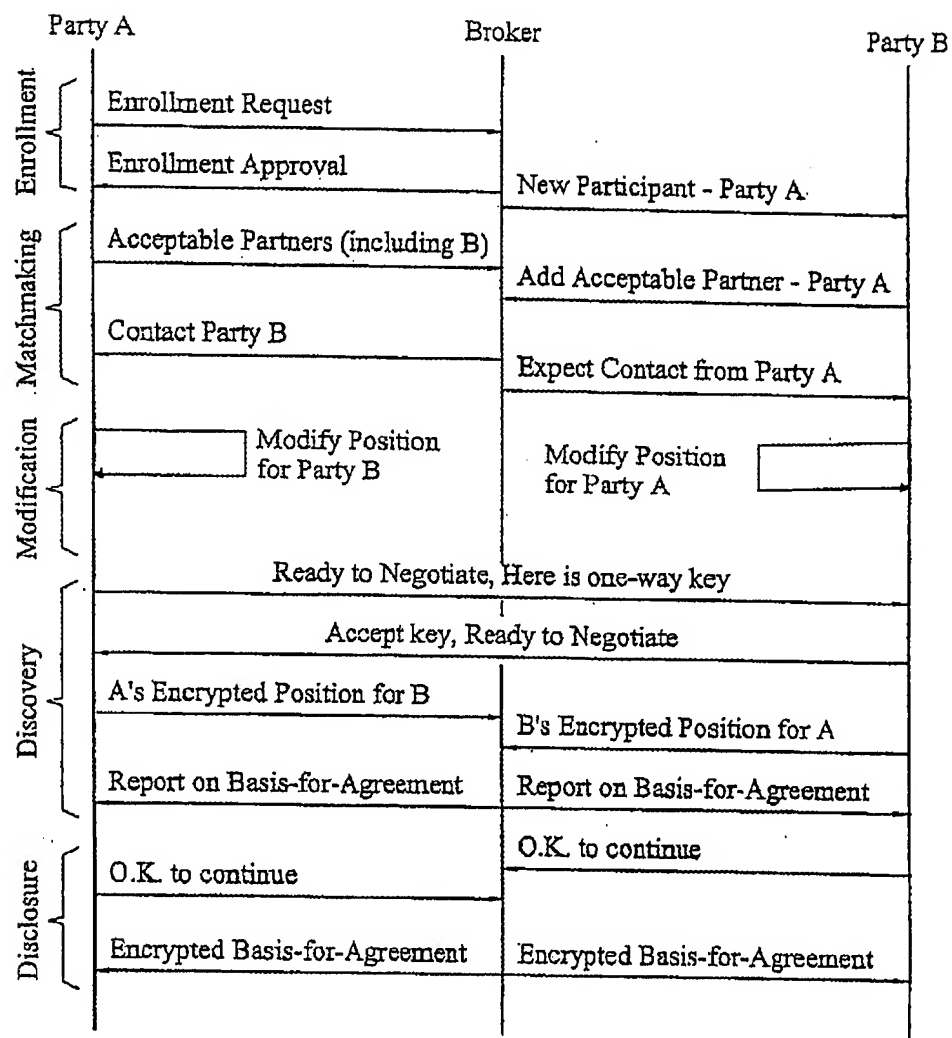 Party A
Broker
Party B
Enrollment
Enrollment Request
Enrollment Approval
New Participant - Party A
Matchmaking
Acceptable Partners (including B)
Add Acceptable Partner - Party A
Contact Party B
Expect Contact from Party A
Modification
Modify Position
for Party B
Modify Position
for Party A
Discovery
Ready to Negotiate, Here is one-way key
Accept key, Ready to Negotiate
A's Encrypted Position for B
B's Encrypted Position for A
Report on Basis-for-Agreement
Report on Basis-for-Agreement
Disclosure
O.K. to continue
O.K. to continue
Encrypted Basis-for-Agreement
Encrypted Basis-for-Agreement